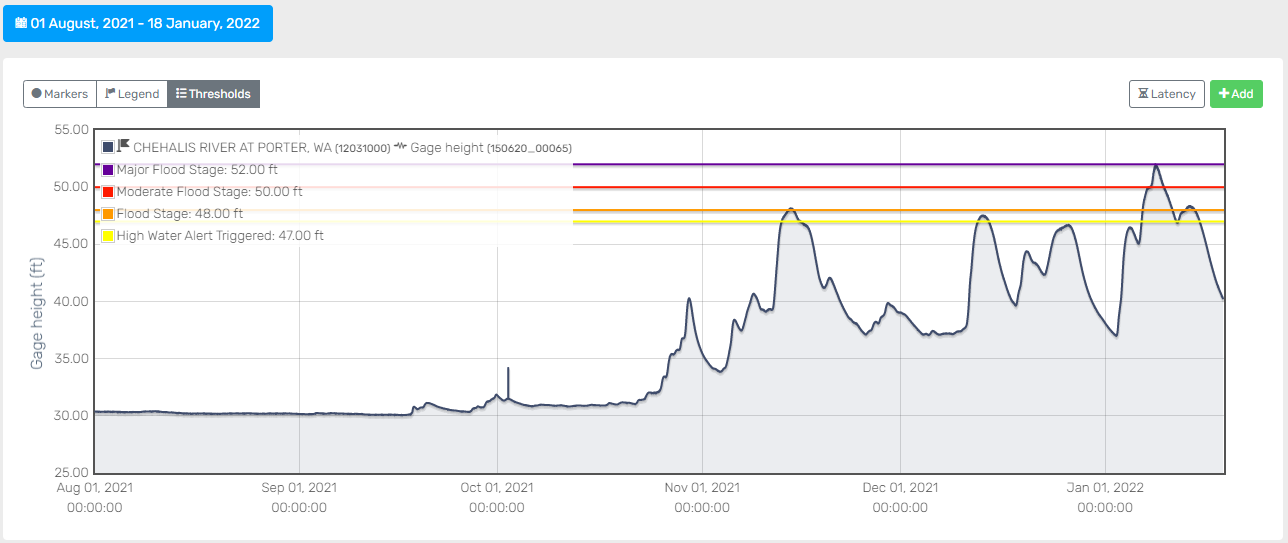 01 August, 2021 - 18 January, 2022
Markers Legend Thresholds Latency Add
55.00
CHEHALIS RIVER AT PORTER, WA (12031000) Gage height (150620_00065)
Major Flood Stage: 52.00 ft
50.00
Moderate Flood Stage: 50.00 ft
Flood Stage: 48.00 ft
High Water Alert Triggered: 47.00 ft
45.00
40.00
35.00
30.00
25.00
Gage height (ft)
Aug 01, 2021 Sep 01, 2021 Oct 01, 2021 Nov 01, 2021 Dec 01, 2021 Jan 01, 2022
00:00:00 00:00:00 00:00:00 00:00:00 00:00:00 00:00:00